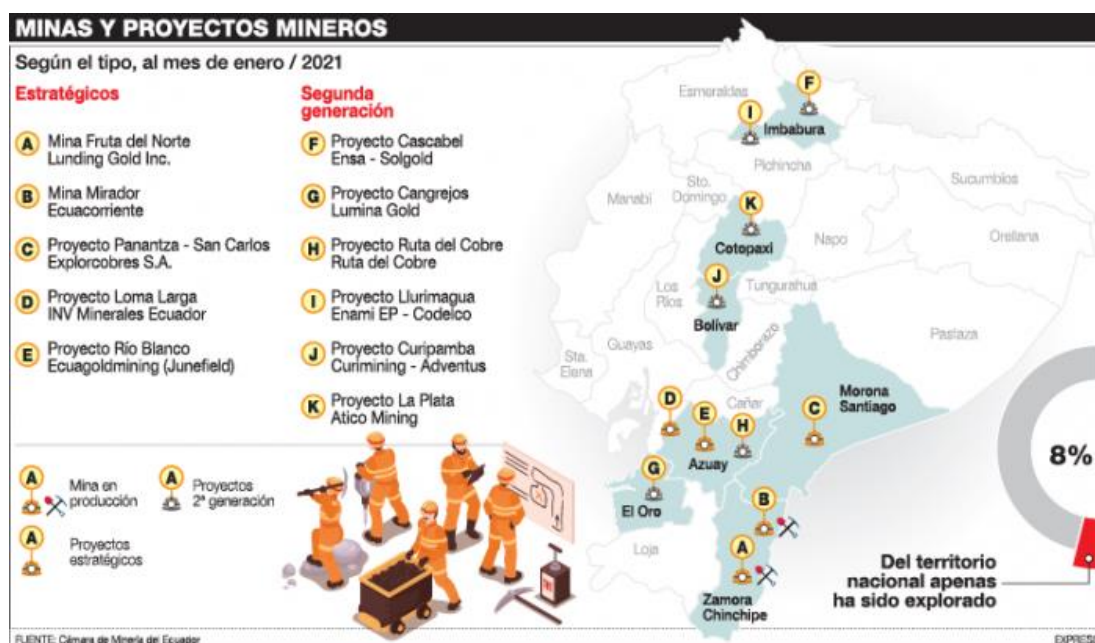 MINAS Y PROYECTOS MINEROS
Según el tipo, al mes de enero / 2021
Estratégicos
A Mina Fruta del Norte
Lunding Gold Inc.
B Mina Mirador
Ecuacorriente
C Proyecto Panantza - San Carlos
Explorcobres S.A.
D Proyecto Loma Larga
INV Minerales Ecuador
E Proyecto Río Blanco
Ecuagoldmining (Junefield)
Segunda
generación
F Proyecto Cascabel
Ensa - Solgold
G Proyecto Cangrejos
Lumina Gold
H Proyecto Ruta del Cobre
Ruta del Cobre
I Proyecto Llurimagua
Enami EP - Codelco
J Proyecto Curipamba
Curimining - Adventus
K Proyecto La Plata
Atico Mining
A Mina en
producción
A Proyectos
2ª generación
A Proyectos
estratégicos
F
Esmeraldas
I
Imbabura
Pichincha
Sucumbíos
Sto.
Domingo
Manabí
K
Orellana
Napo
Cotopaxi
J
Los
Ríos
Tungurahua
Bolívar
Pastaza
Guayas
Chimborazo
Sta.
Elena
Morona
Santiago
D
Cañar
C
E
H
Azuay
8%
G
El Oro
B
Loja
A
Zamora
Chinchipe
Del territorio
nacional apenas
ha sido explorado
FUENTE: Cámara de Minería del Ecuador
EXPRES